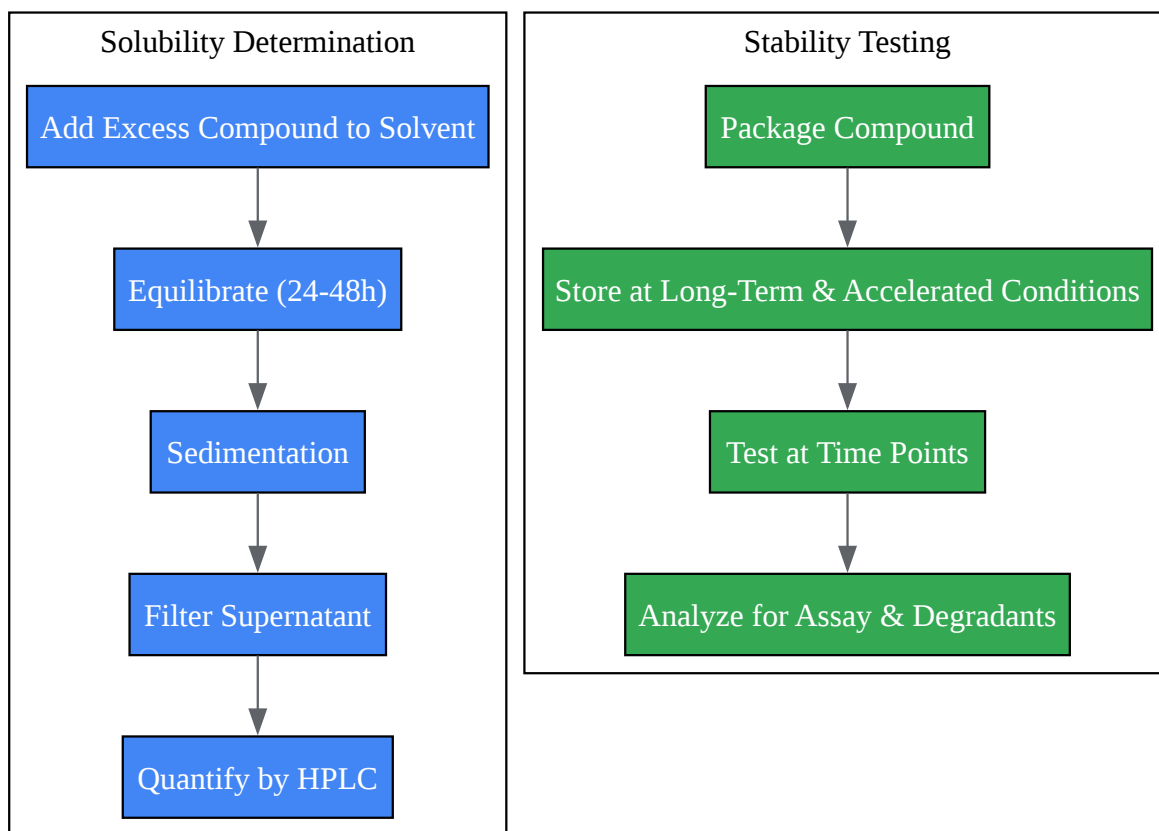 Solubility Determination
Add Excess Compound to Solvent
Equilibrate (24-48h)
Sedimentation
Filter Supernatant
Quantify by HPLC
Stability Testing
Package Compound
Store at Long-Term & Accelerated Conditions
Test at Time Points
Analyze for Assay & Degradants